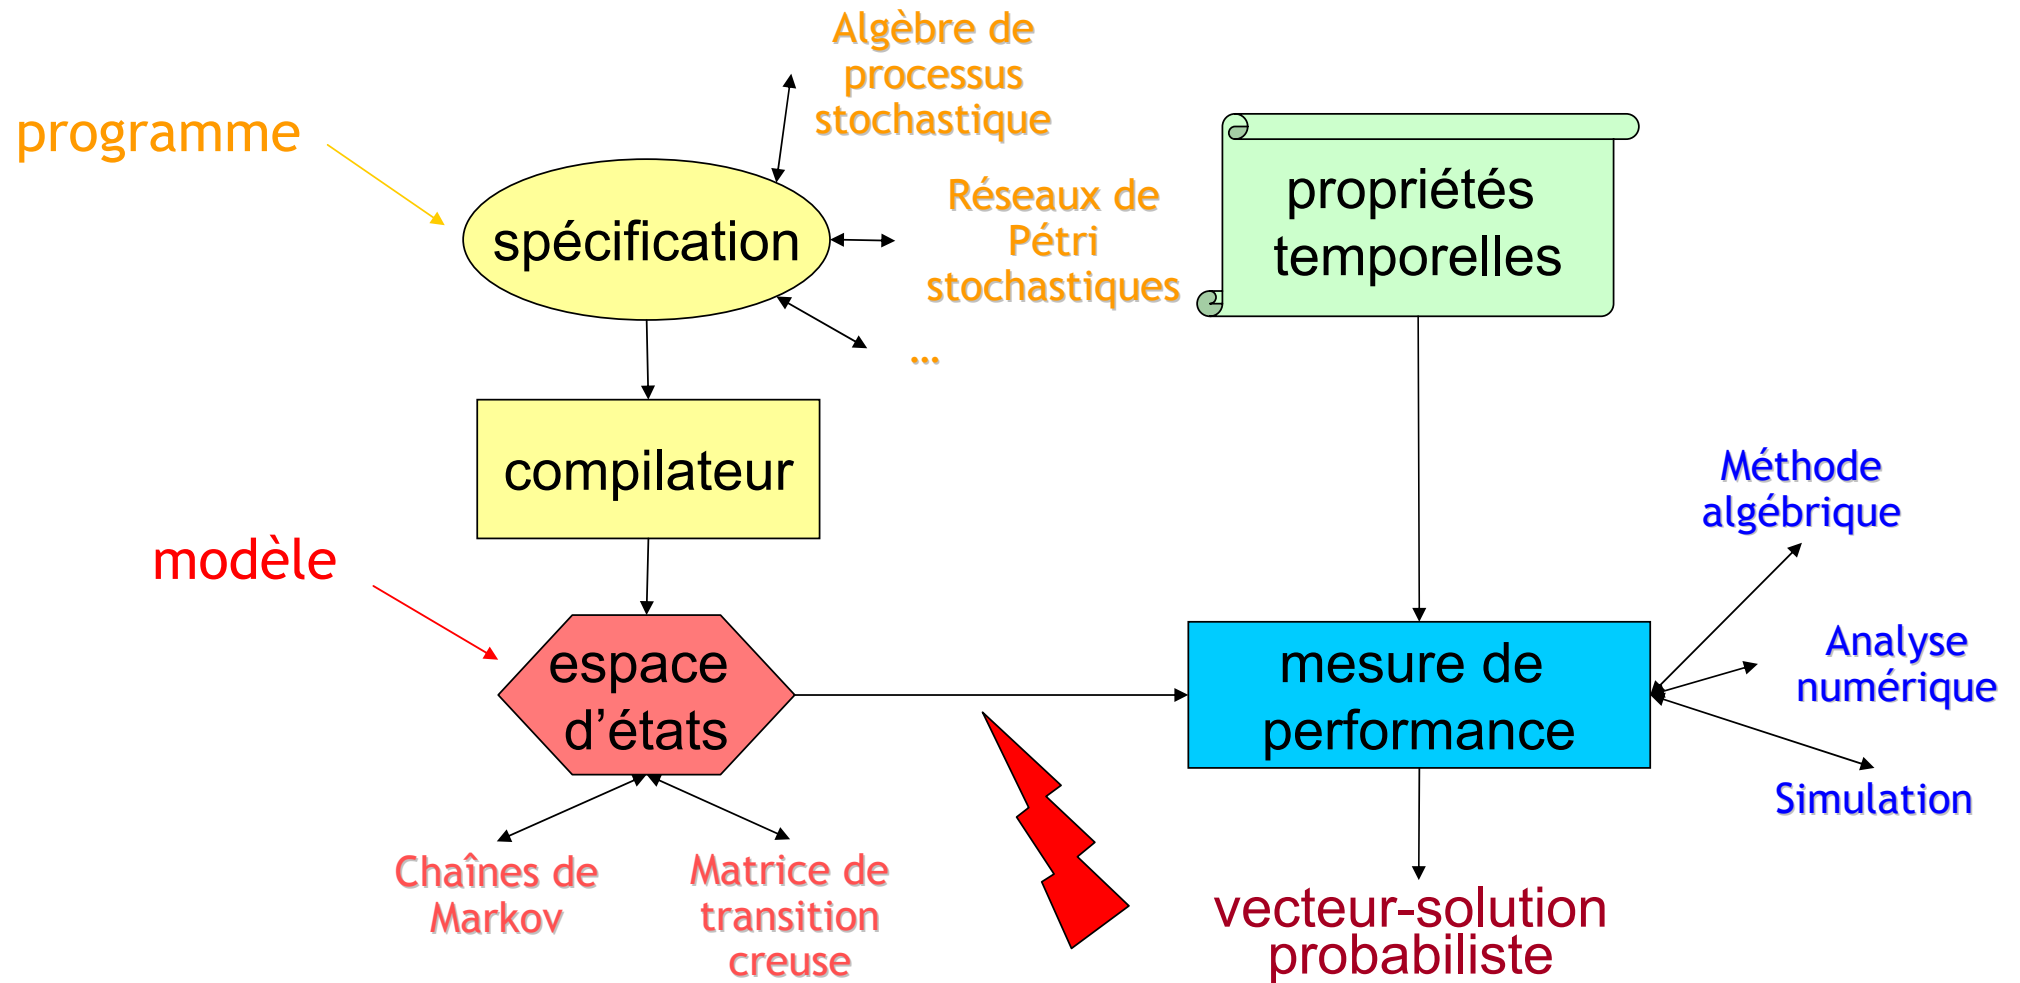 Algèbre de
processus
stochastique
programme
Réseaux de
Pétri
stochastiques
...
spécification
propriétés
temporelles
compilateur
Méthode
algébrique
modèle
espace
d’états
mesure de
performance
Analyse
numérique
Simulation
Chaînes de
Markov
Matrice de
transition
creuse
vecteur-solution
probabiliste